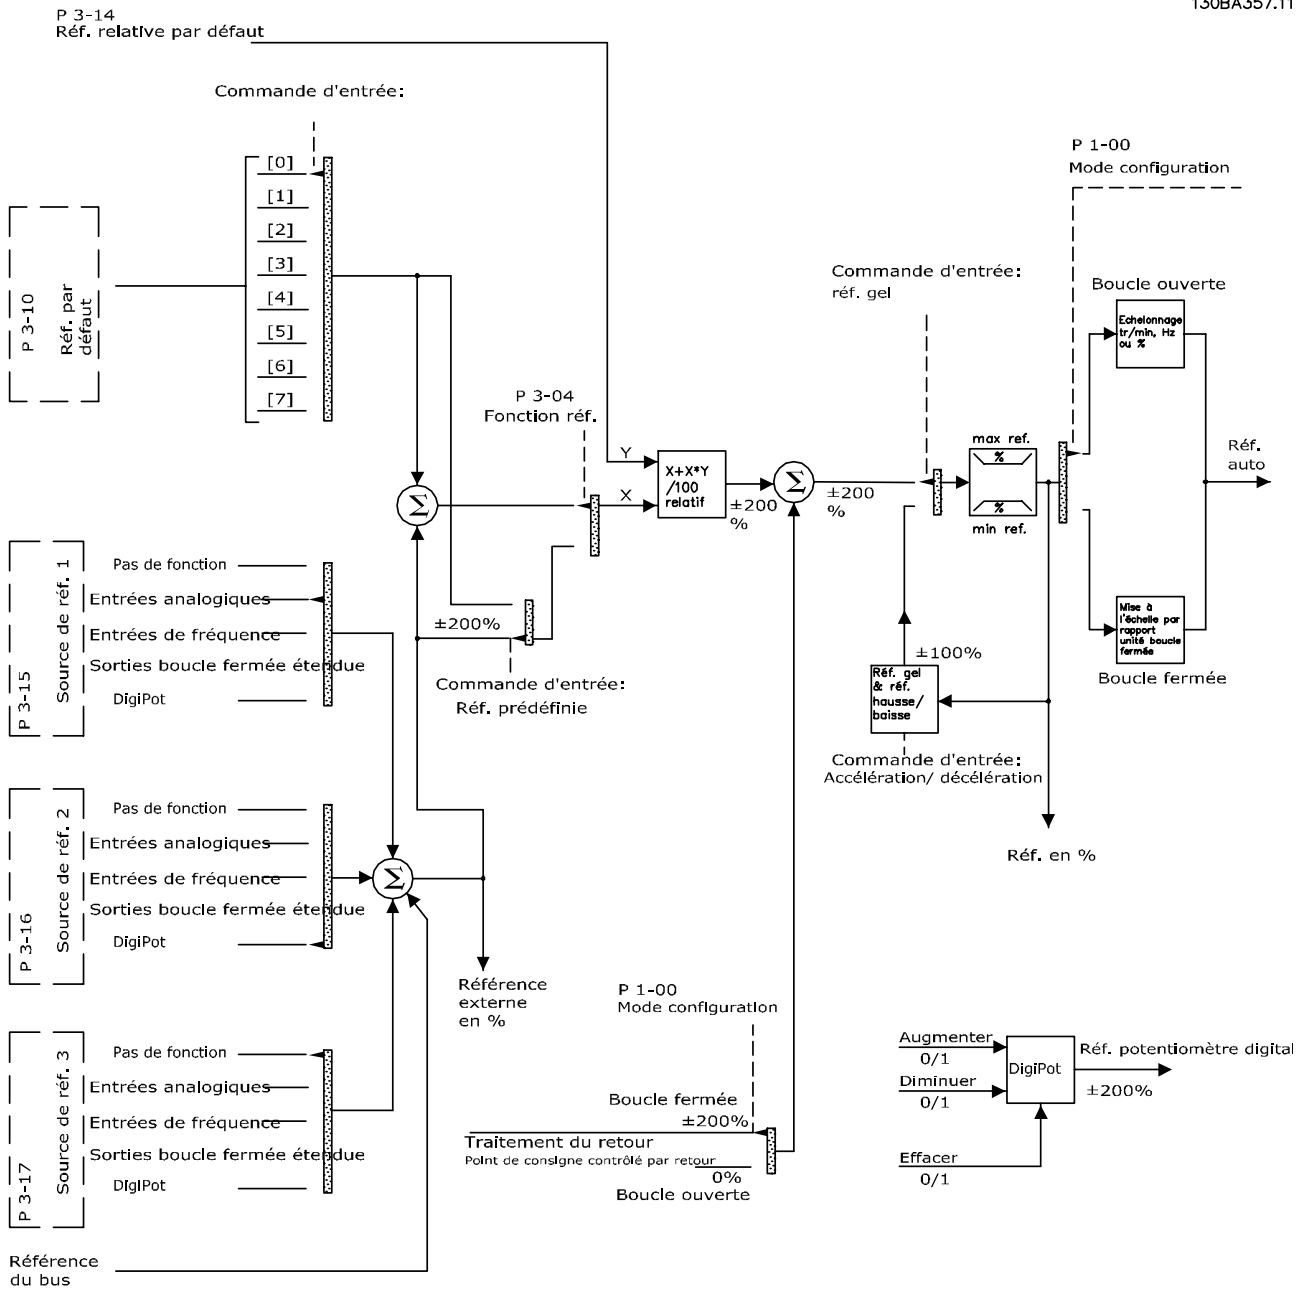 130BA357.11
P 3-14
Réf. relative par défaut
Commande d'entrée:
[0]
[1]
[2]
[3]
[4]
[5]
[6]
[7]
P 3-10
Réf. par
défaut
P 1-00
Mode configuration
Commande d'entrée:
réf. gel
Boucle ouverte
Echelonnage
tr/min, Hz
ou %
P 3-04
Fonction réf.
Y
X
X+X*Y
/100
relatif
±200
%
Σ
±200
%
max ref.
%
%
min ref.
Réf.
auto
Σ
P 3-15
Source de réf. 1
Pas de fonction
Entrées analogiques
Entrées de fréquence
Sorties boucle fermée étendue
DigiPot
±200%
Commande d'entrée:
Réf. prédéfinie
±100%
Réf. gel
& réf.
hausse/
baisse
Commande d'entrée:
Accélération/ décélération
Mise à
l'échelle par
rapport
unité boucle
fermée
Boucle fermée
Réf. en %
P 3-16
Source de réf. 2
Pas de fonction
Entrées analogiques
Entrées de fréquence
Sorties boucle fermée étendue
DigiPot
Σ
Référence
externe
en %
P 3-17
Source de réf. 3
Pas de fonction
Entrées analogiques
Entrées de fréquence
Sorties boucle fermée étendue
DigiPot
Référence
du bus
P 1-00
Mode configuration
Boucle fermée
±200%
Traitement du retour
Point de consigne contrôlé par retour
0%
Boucle ouverte
Augmenter
0/1
Diminuer
0/1
Effacer
0/1
DigiPot
Réf. potentiomètre digital
±200%